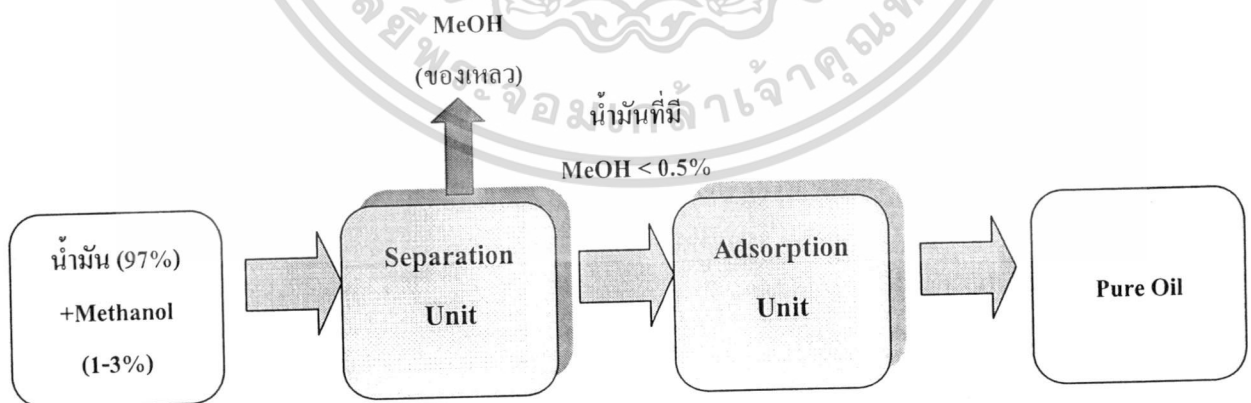 MeOH
(ของเหลว)
น้ำมันที่มี
MeOH < 0.5%
น้ำมัน (97%)
+Methanol
(1-3%)
Separation
Unit
Adsorption
Unit
Pure Oil